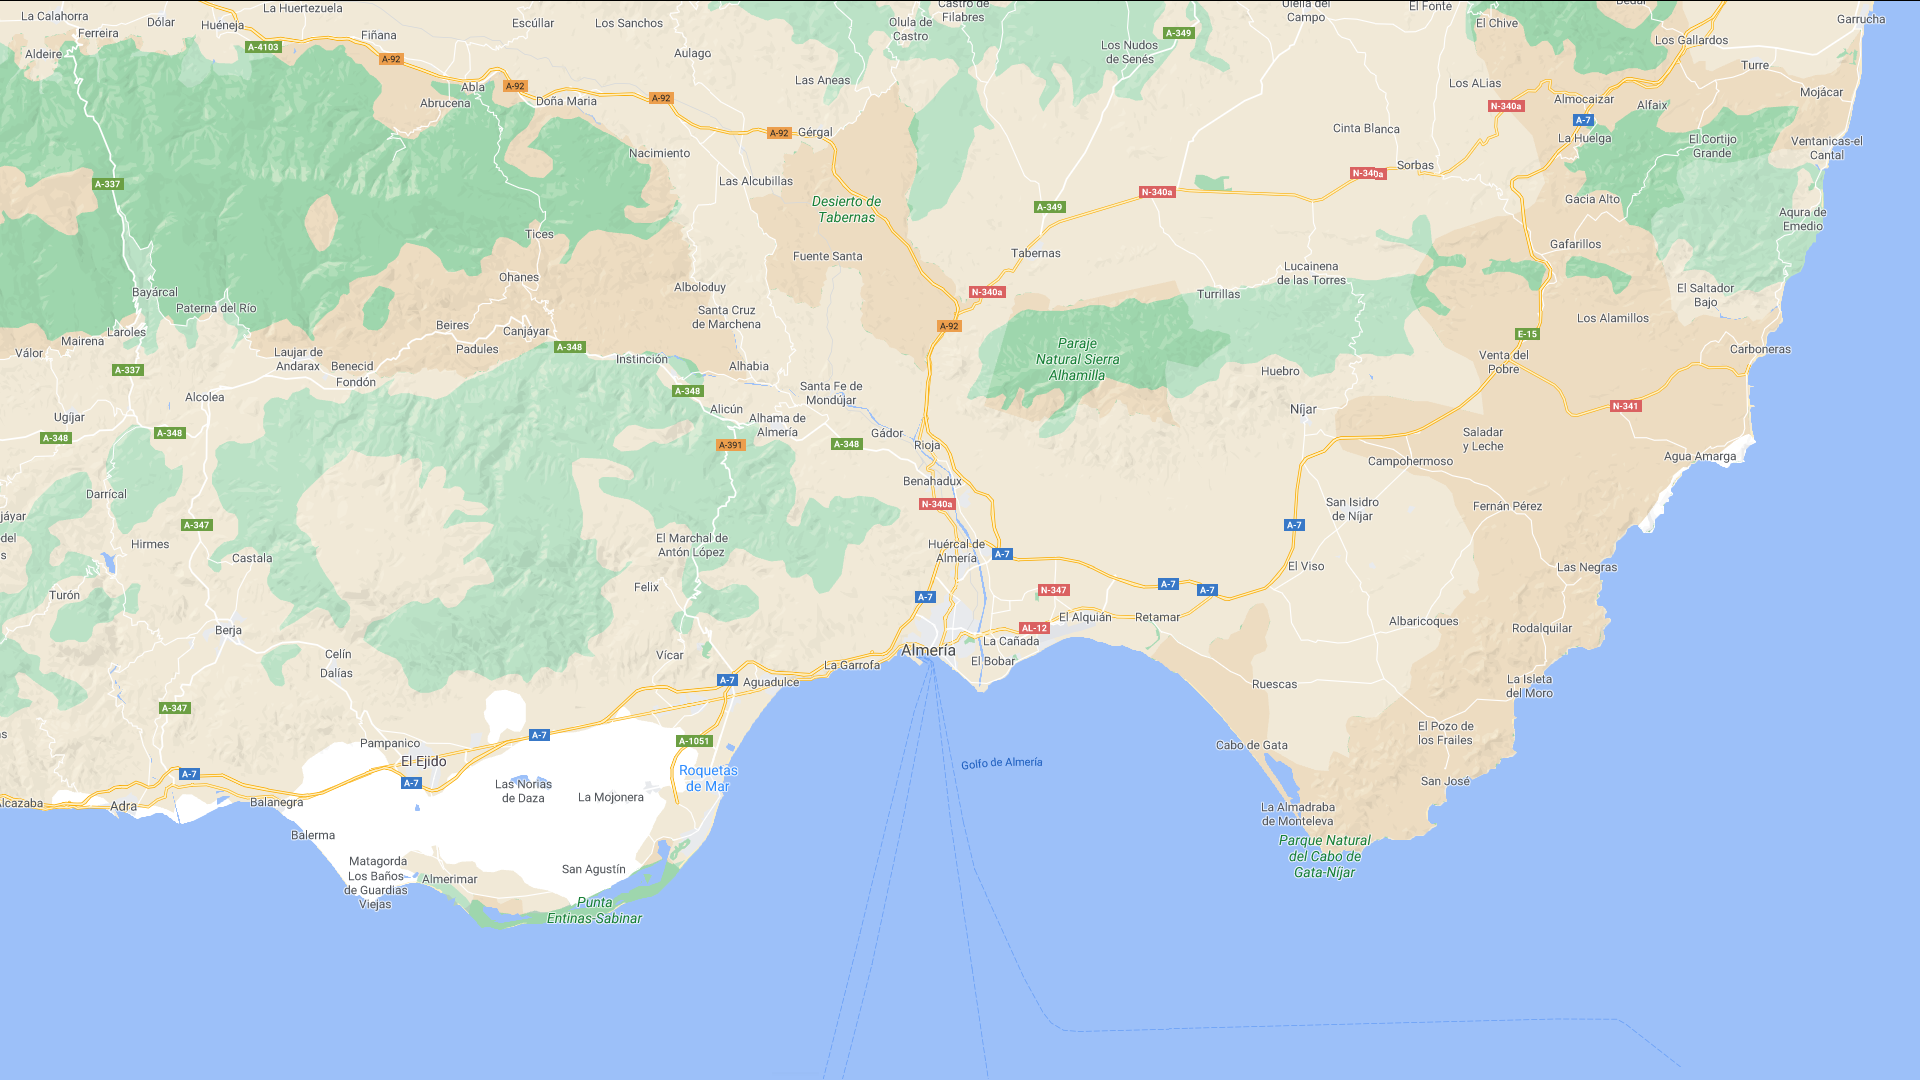 La Calahorra
Dólar
Huéneja
La Huertezuela
Ferreira
Aldeire
A-4103
Fiñana
A-92
Escúllar
Los Sanchos
Aulago
Abla
A-92
Abrucena
Doña Maria
A-92
Las Aneas
Olula de
Castro
Castro de
Filabres
A-349
Los Nudos
de Senés
Olella del
Campo
El Fonte
El Chive
Los Gallardos
Garrucha
Turre
Los ALias
N-340a
Almocaizar
Alfaix
Mojácar
A-7
La Huelga
El Cortijo
Grande
Ventanicas-el
Cantal
Cinta Blanca
Sorbas
N-340a
A-92
Gérgal
Nacimiento
Las Alcubillas
A-337
Desierto de
Tabernas
A-349
N-340a
Gacia Alto
Aqura de
Emedio
Tices
Fuente Santa
Tabernas
Gafarillos
Ohanes
Bayárcal
Paterna del Río
Alboloduy
N-340a
Turrillas
Lucainena
de las Torres
El Saltador
Bajo
Santa Cruz
de Marchena
Laroles
Mairena
Válor
Beires
Canjáyar
Padules
A-348
A-92
Los Alamillos
E-15
Carboneras
Venta del
Pobre
Paraje
Natural Sierra
Alhamilla
Laujar de
Andarax
Benecid
Fondón
A-337
Instinción
Alhabia
Huebro
Alcolea
A-348
Santa Fe de
Mondújar
Alicún
Níjar
N-341
Ugíjar
A-348
A-348
Alhama de
Almería
Gádor
A-391
A-348
Rioja
Saladar
y Leche
Campohermoso
Agua Amarga
Benahadux
Darrícal
N-340a
San Isidro
de Níjar
Fernán Pérez
jáyar
A-347
A-7
del
s
Hirmes
Castala
El Marchal de
Antón López
Huércal de
Almería
A-7
El Viso
Las Negras
Turón
Felix
A-7
N-347
A-7
A-7
El Alquián
Retamar
Albaricoques
Rodalquilar
Berja
AL-12
La Cañada
Celín
Dalías
Vícar
La Garrofa
Almería
El Bobar
A-7
Aguadulce
Ruescas
La Isleta
del Moro
A-347
s
A-7
A-1051
El Pozo de
los Frailes
Pampanico
El Ejido
Cabo de Gata
Golfo de Almería
A-7
A-7
Las Norias
de Daza
La Mojonera
Roquetas
de Mar
San José
lcazaba
Adra
Balanegra
La Almadraba
de Monteleva
Balerma
Parque Natural
del Cabo de
Gata-Níjar
Matagorda
Los Baños
de Guardias
Viejas
Almerimar
San Agustín
Punta
Entinas-Sabinar